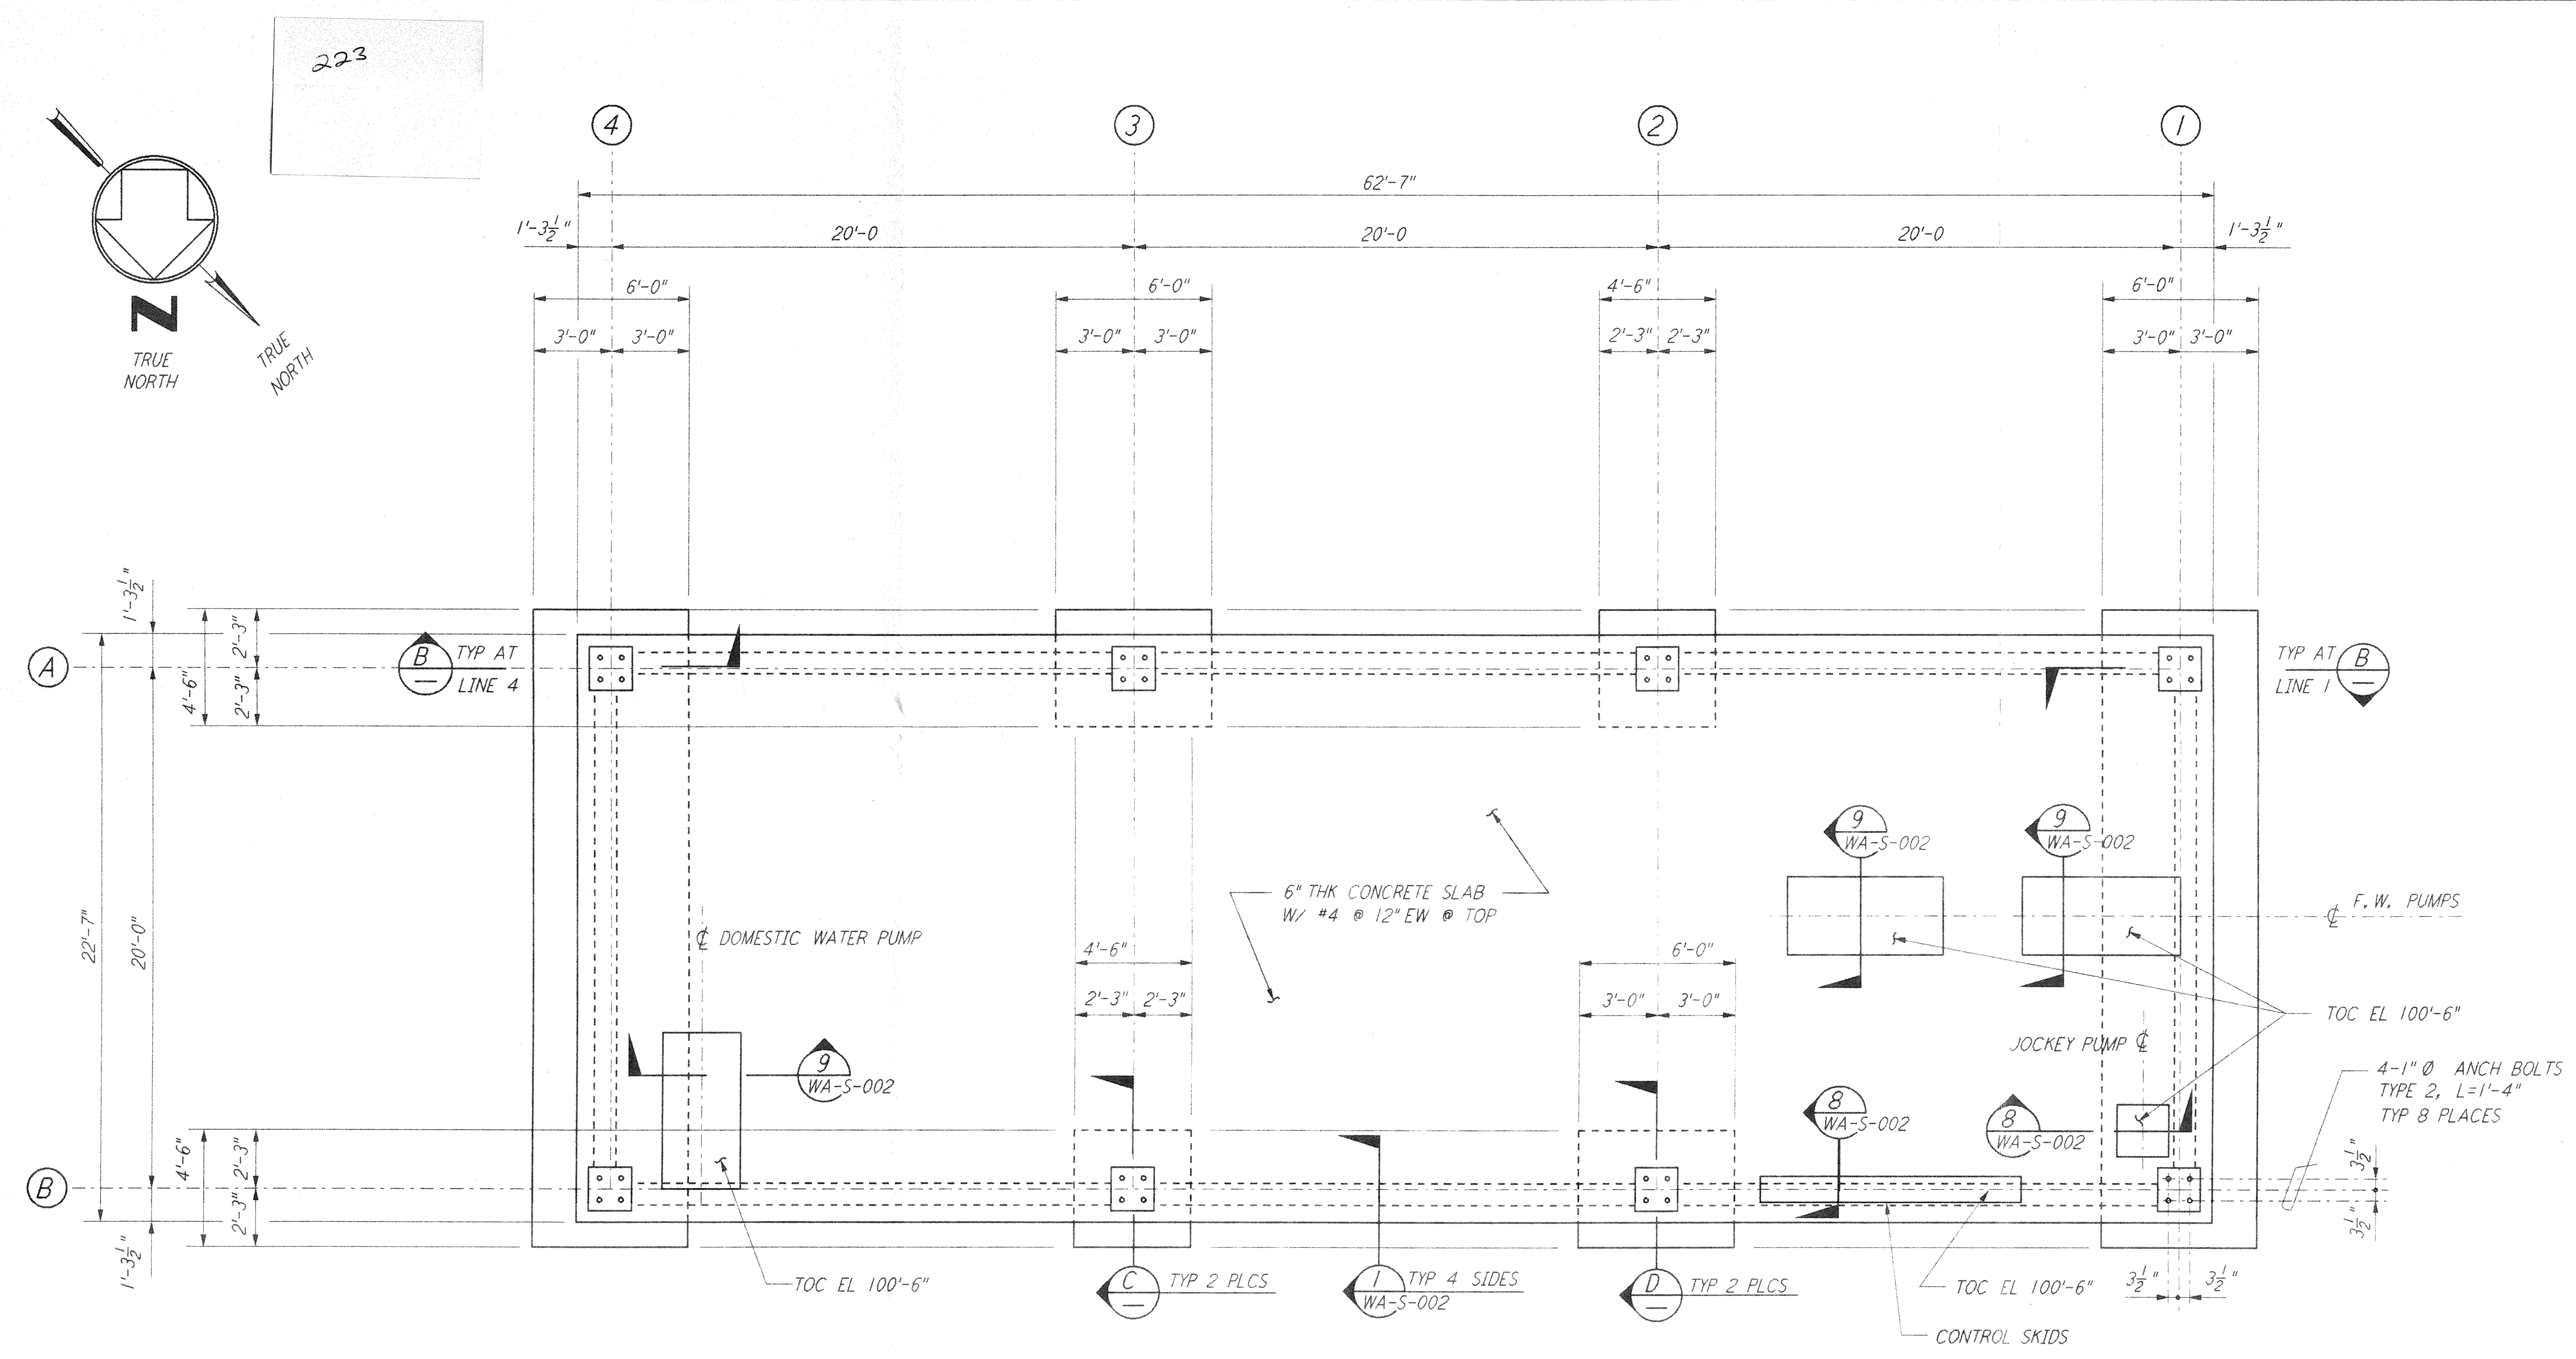 223
4
3
2
1
62'-7"
1'-3½"
20'-0
20'-0
20'-0
1'-3½"
6'-0"
6'-0"
4'-6"
6'-0"
3'-0"
3'-0"
3'-0"
3'-0"
2'-3"
2'-3"
3'-0"
3'-0"
N
TRUE
NORTH
TRUE
NORTH
1'-3½"
2'-3"
4'-6"
2'-3"
A
B
TYP AT
LINE 4
TYP AT
LINE 1
B
9
WA-S-002
9
WA-S-002
6" THK CONCRETE SLAB
W/ #4 @ 12" EW @ TOP
℄ F.W. PUMPS
22'-7"
20'-0"
℄ DOMESTIC WATER PUMP
4'-6"
2'-3"
2'-3"
6'-0"
3'-0"
3'-0"
TOC EL 100'-6"
JOCKEY PUMP ℄
9
WA-S-002
8
WA-S-002
8
WA-S-002
4-1" Ø ANCH BOLTS
TYPE 2, L=1'-4"
TYP 8 PLACES
4'-6"
2'-3"
2'-3"
B
1'-3½"
3½"
3½"
TOC EL 100'-6"
C
TYP 2 PLCS
1
TYP 4 SIDES
WA-S-002
D
TYP 2 PLCS
TOC EL 100'-6"
3½"
3½"
CONTROL SKIDS